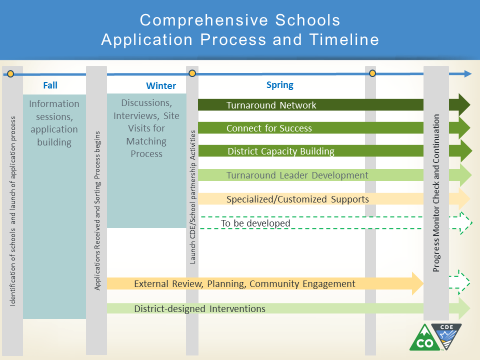 Comprehensive Schools
Application Process and Timeline
Fall
Winter
Spring
Identification of schools and launch of application process
Information
sessions,
application
building
Applications Received and Sorting Process begins
Discussions,
Interviews, Site
Visits for
Matching
Process
Launch CDE/School partnership Activities
Turnaround Network
Connect for Success
District Capacity Building
Turnaround Leader Development
Specialized/Customized Supports
To be developed
External Review, Planning, Community Engagement
District-designed Interventions
Progress Monitor Check and Continuation
CO
CDE